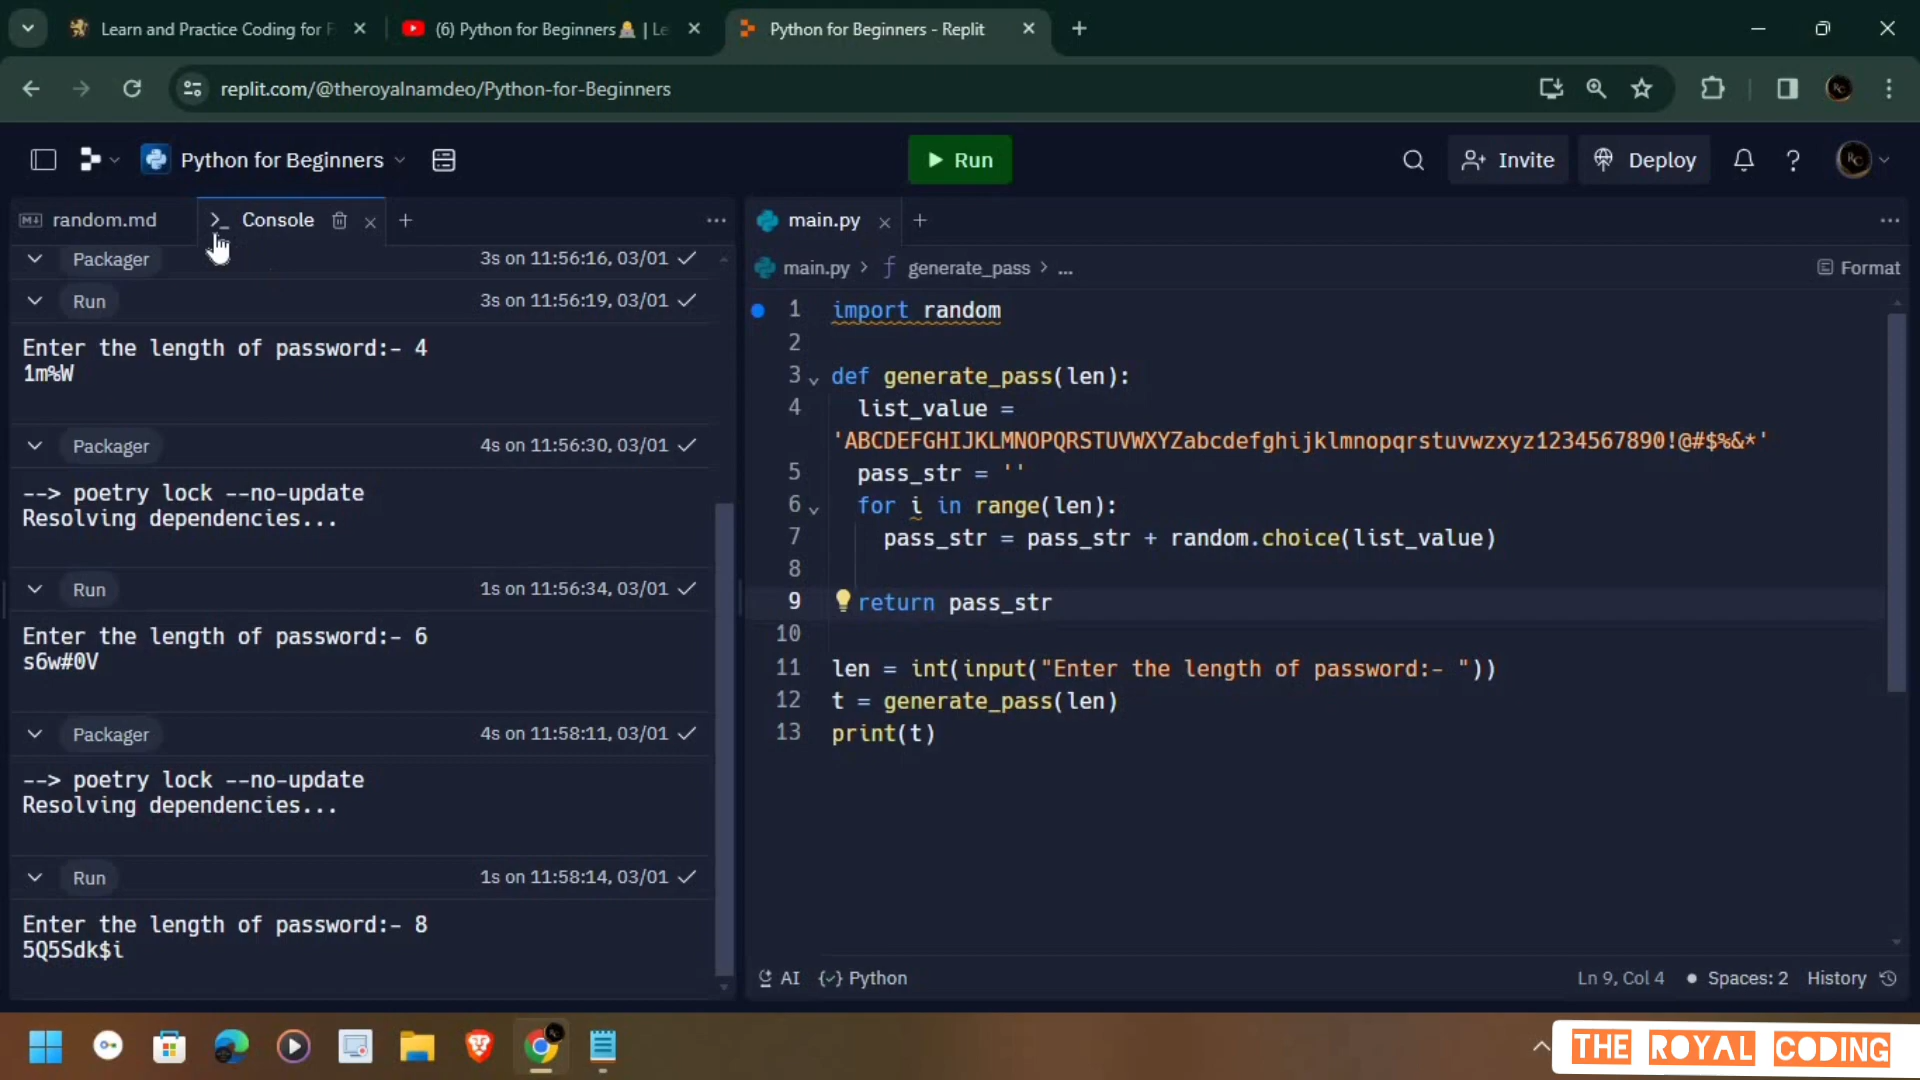 Learn and Practice Coding for F
(6) Python for Beginners | Le
Python for Beginners - Replit
replit.com/@theroyalnamdeo/Python-for-Beginners
Python for Beginners
Run
Invite
Deploy
random.md
Console
Packager 3s on 11:56:16, 03/01
Run 3s on 11:56:19, 03/01
Enter the length of password:- 4
1m%W
Packager 4s on 11:56:30, 03/01
--> poetry lock --no-update
Resolving dependencies...
Run 1s on 11:56:34, 03/01
Enter the length of password:- 6
s6w#0V
Packager 4s on 11:58:11, 03/01
--> poetry lock --no-update
Resolving dependencies...
Run 1s on 11:58:14, 03/01
Enter the length of password:- 8
5Q5Sdk$i
main.py
main.py > generate_pass > ...
Format
1 import random
2
3 def generate_pass(len):
4 list_value =
'ABCDEFGHIJKLMNOPQRSTUVWXYZabcdefghijklmnopqrstuvwzxyz1234567890!@#$%&*'
5 pass_str = ''
6 for i in range(len):
7 pass_str = pass_str + random.choice(list_value)
8
9 return pass_str
10
11 len = int(input("Enter the length of password:- "))
12 t = generate_pass(len)
13 print(t)
AI {} Python
Ln 9, Col 4 • Spaces: 2 History
THE ROYAL CODING